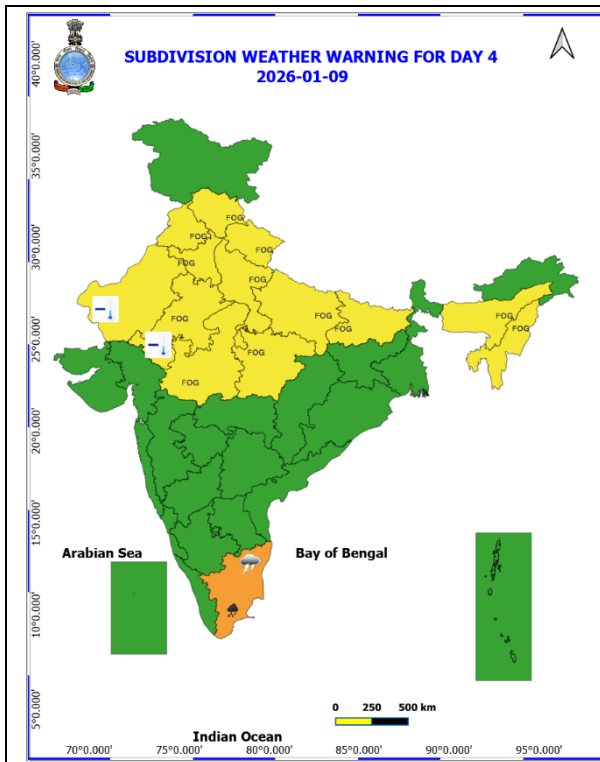 SUBDIVISION WEATHER WARNING FOR DAY 4
2026-01-09
40°0.000'
35°0.000'
30°0.000'
25°0.000'
20°0.000'
15°0.000'
10°0.000'
5°0.000'
FOG
FOG
FOG
FOG
FOG
FOG
FOG
FOG
FOG
FOG
FOG
FOG
Arabian Sea
Bay of Bengal
0 250 500 km
Indian Ocean
70°0.000' 75°0.000' 80°0.000' 85°0.000' 90°0.000' 95°0.000'